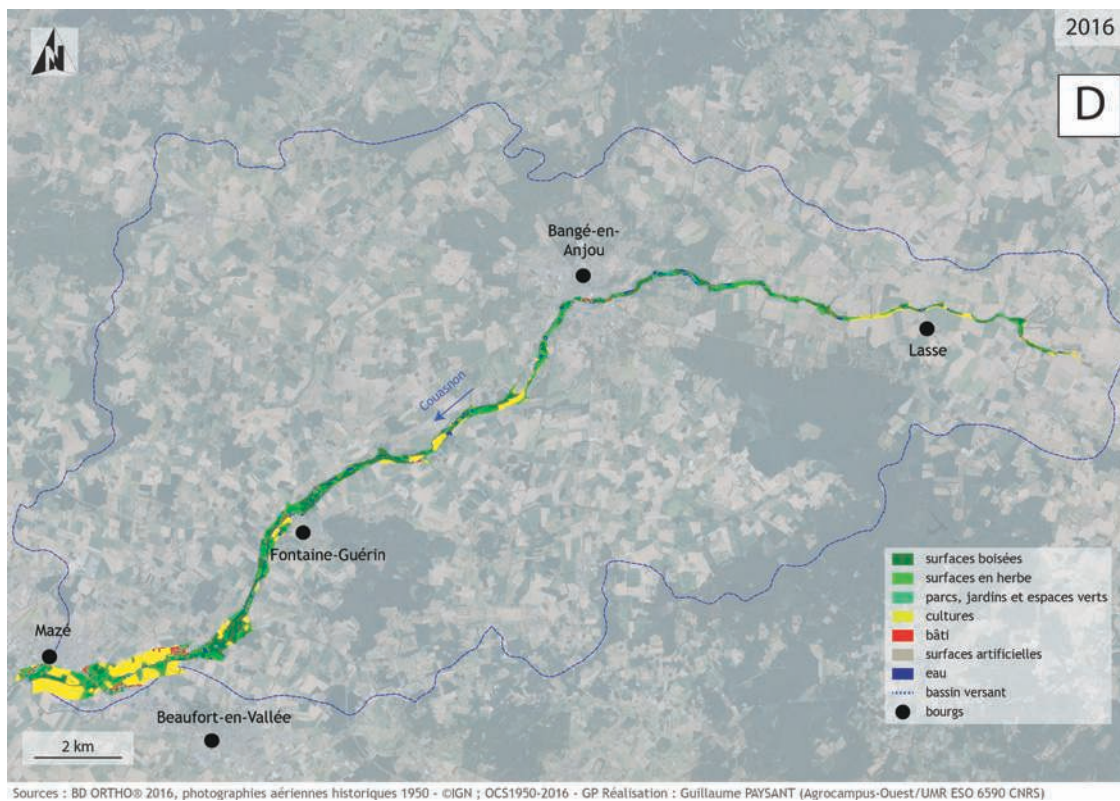 2016
N
D
Bangé-en-
Anjou
Lasse
Couasnon
Fontaine-Guérin
Mazé
Beaufort-en-Vallée
2 km
surfaces boisées
surfaces en herbe
parcs, jardins et espaces verts
cultures
bâti
surfaces artificielles
eau
bassin versant
bourgs
Sources : BD ORTHO® 2016, photographies aériennes historiques 1950 - ©IGN ; OCS1950-2016 - GP Réalisation : Guillaume PAYSANT (Agrocampus-Ouest/UMR ESO 6590 CNRS)